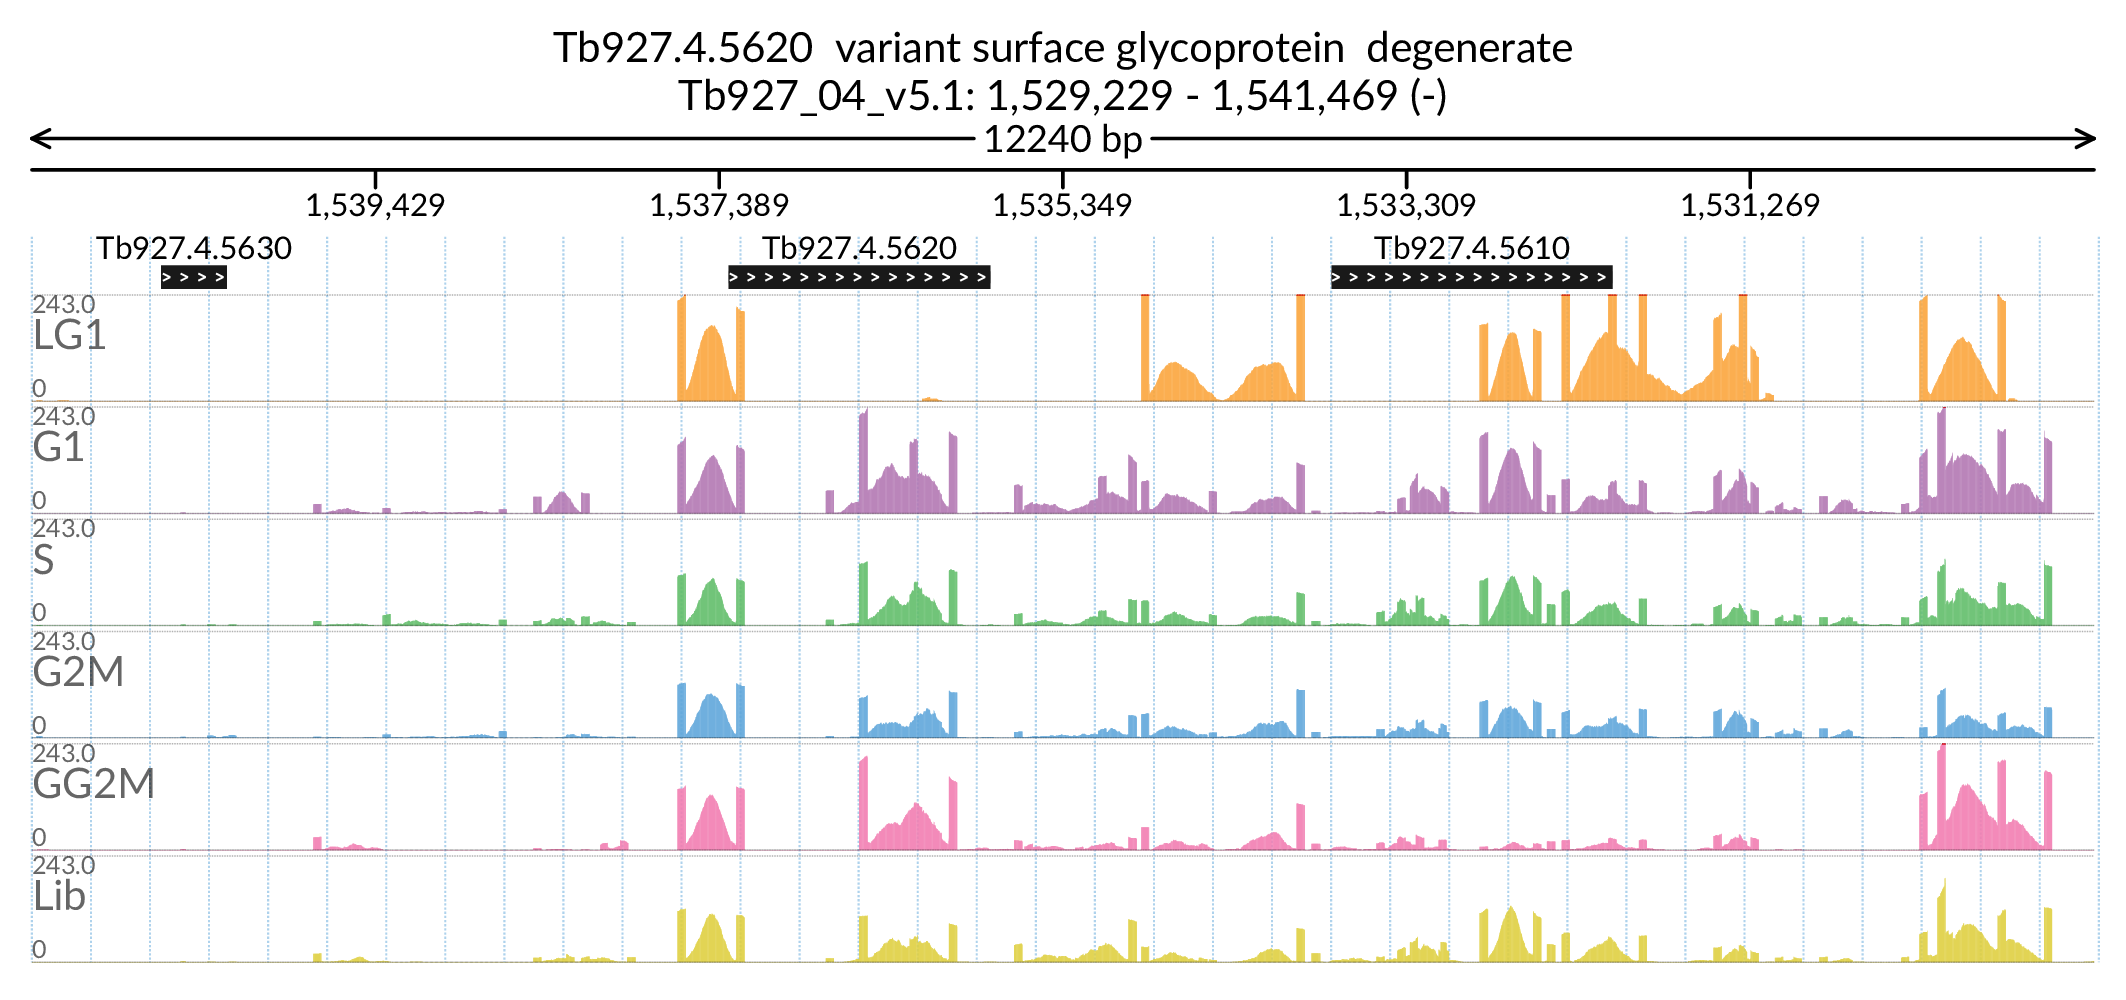 Tb927.4.5620 variant surface glycoprotein degenerate
Tb927_04_v5.1: 1,529,229 - 1,541,469 (-)
12240 bp
1,539,429 1,537,389 1,535,349 1,533,309 1,531,269
Tb927.4.5630 Tb927.4.5620 Tb927.4.5610
243.0
LG1
0
243.0
G1
0
243.0
S
0
243.0
G2M
0
243.0
GG2M
0
243.0
Lib
0